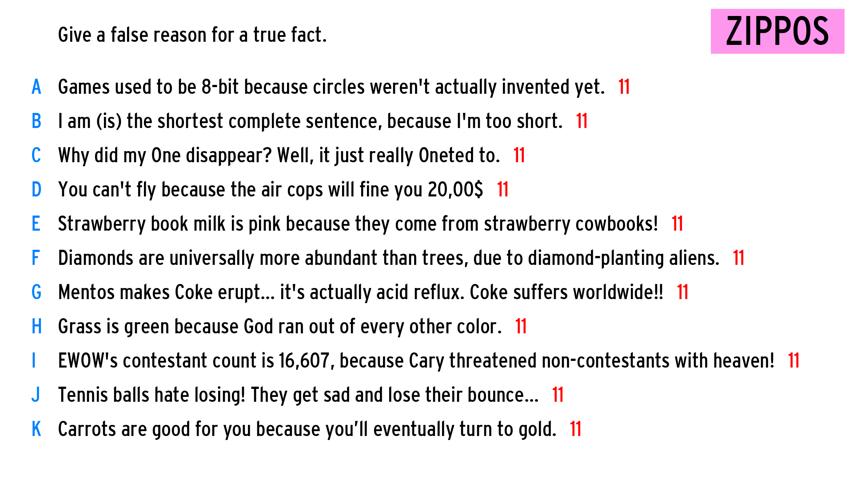 Give a false reason for a true fact.
ZIPPOS
A Games used to be 8-bit because circles weren't actually invented yet. 11
B I am (is) the shortest complete sentence, because I'm too short. 11
C Why did my One disappear? Well, it just really Oneted to. 11
D You can't fly because the air cops will fine you 20,00$ 11
E Strawberry book milk is pink because they come from strawberry cowbooks! 11
F Diamonds are universally more abundant than trees, due to diamond-planting aliens. 11
G Mentos makes Coke erupt... it's actually acid reflux. Coke suffers worldwide!! 11
H Grass is green because God ran out of every other color. 11
I EWOW's contestant count is 16,607, because Cary threatened non-contestants with heaven! 11
J Tennis balls hate losing! They get sad and lose their bounce... 11
K Carrots are good for you because you’ll eventually turn to gold. 11